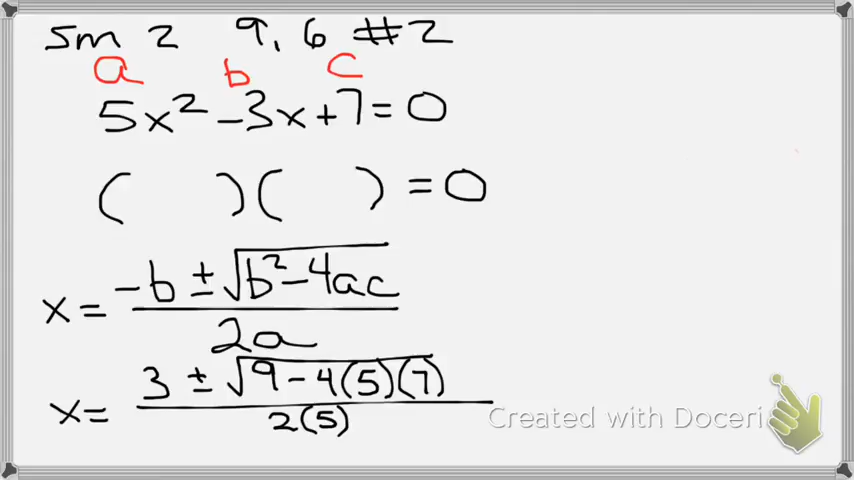 SM 2 9.6 #2
a b c
5x² - 3x + 7 = 0
( )( ) = 0
x = -b ± √b² - 4ac / 2a
x = 3 ± √9 - 4(5)(7) / 2(5)
Created with Doceri